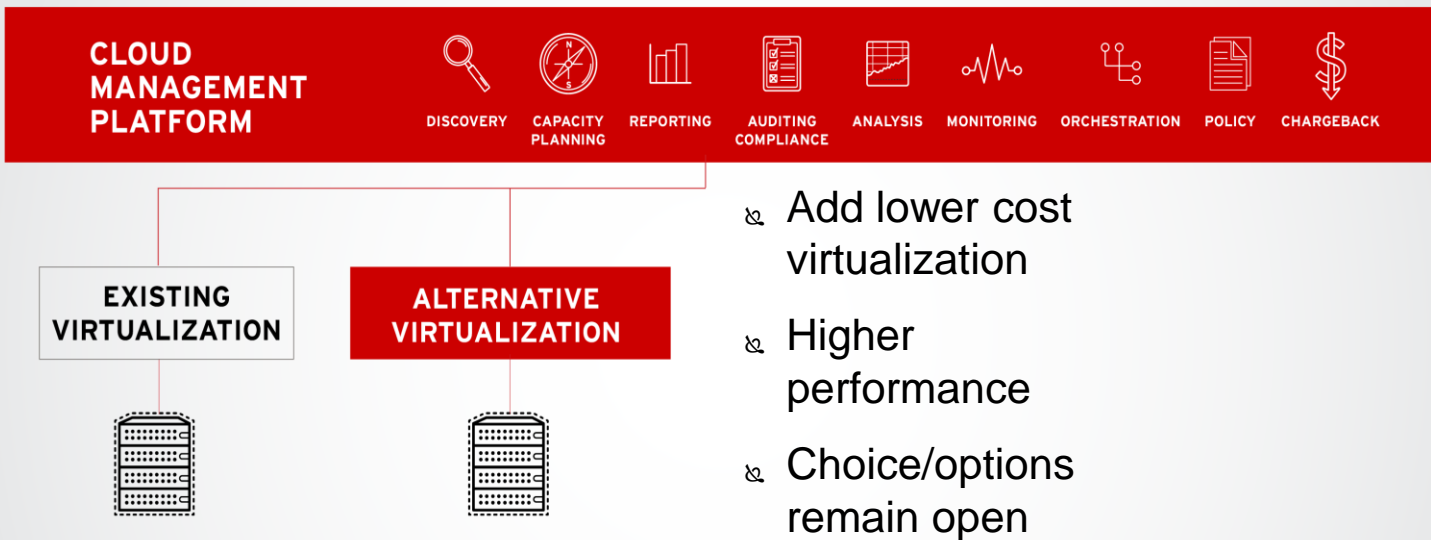 CLOUD
MANAGEMENT
PLATFORM
N
S
DISCOVERY
CAPACITY
PLANNING
REPORTING
AUDITING
COMPLIANCE
ANALYSIS
MONITORING
ORCHESTRATION
POLICY
CHARGEBACK
EXISTING
VIRTUALIZATION
ALTERNATIVE
VIRTUALIZATION
Add lower cost
virtualization
Higher
performance
Choice/options
remain open